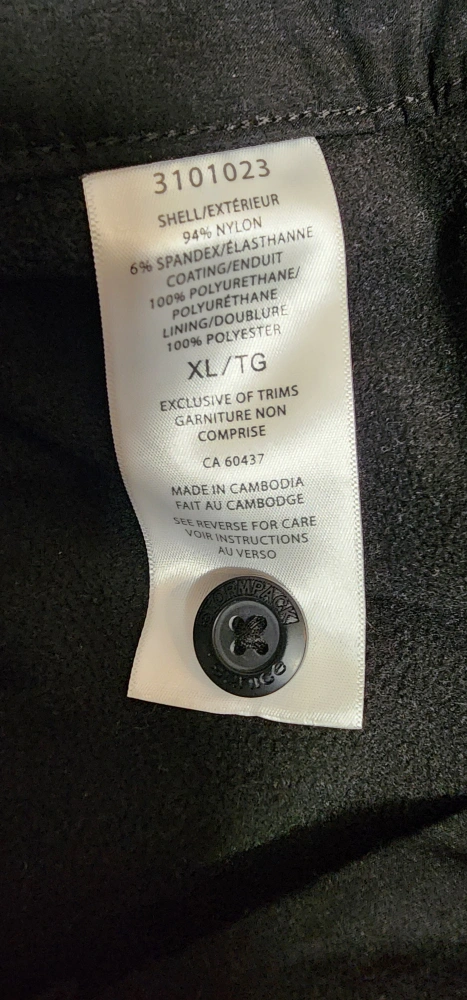 3101023
SHELL/EXTÉRIEUR
94% NYLON
6% SPANDEX/ÉLASTHANNE
COATING/ENDUIT
100% POLYURETHANE/
POLYURÉTHANE
LINING/DOUBLURE
100% POLYESTER
XL/TG
EXCLUSIVE OF TRIMS
GARNITURE NON
COMPRISE
CA 60437
MADE IN CAMBODIA
FAIT AU CAMBODGE
SEE REVERSE FOR CARE
VOIR INSTRUCTIONS
AU VERSO